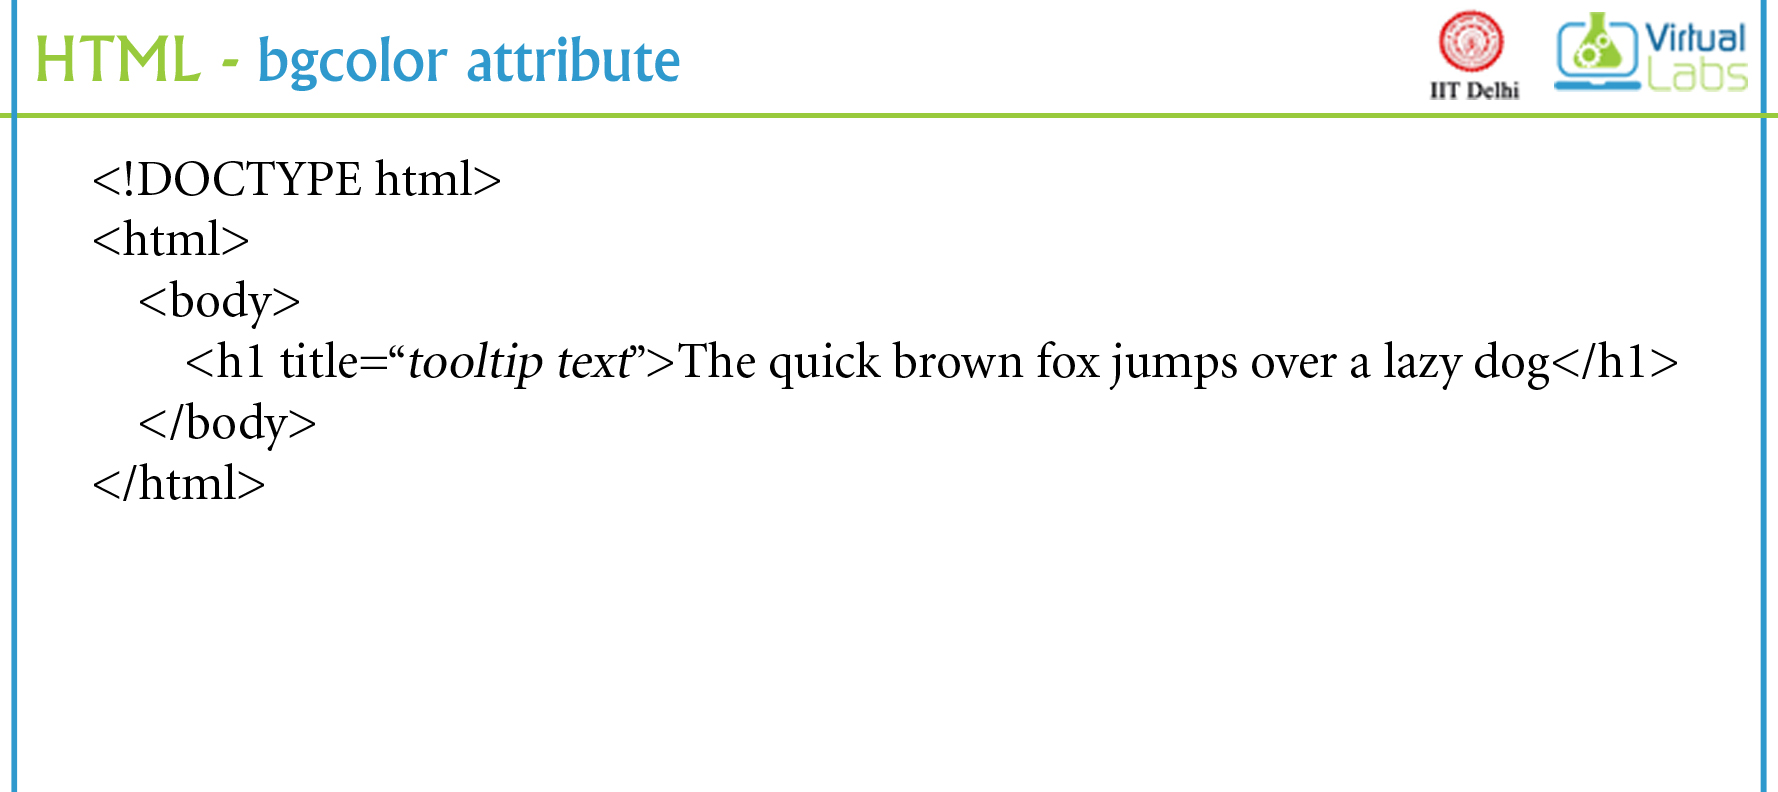 HTML - bgcolor attribute
IIT Delhi
Virtual
Labs
<!DOCTYPE html>
<html>
<body>
<h1 title=“tooltip text”>The quick brown fox jumps over a lazy dog</h1>
</body>
</html>